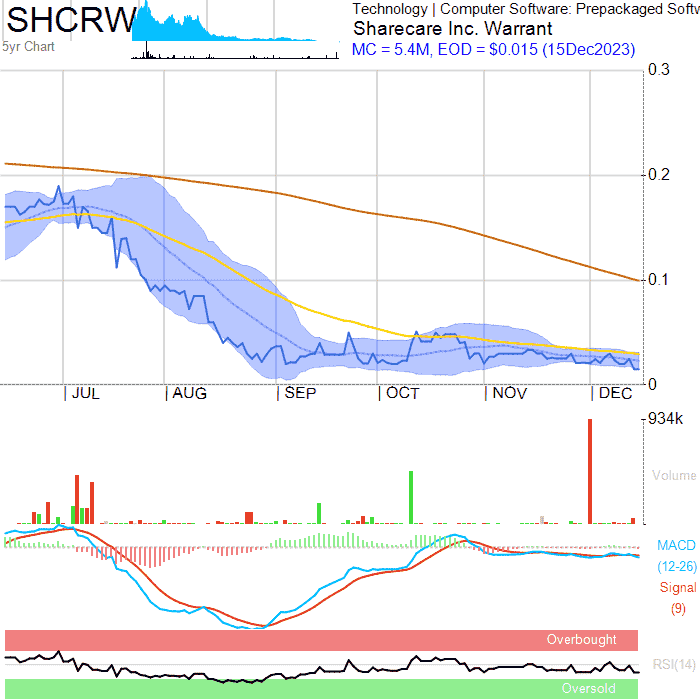 SHCRW
5yr Chart
Technology | Computer Software: Prepackaged Softw
Sharecare Inc. Warrant
MC = 5.4M, EOD = $0.015 (15Dec2023)
0.3
0.2
0.1
0
JUL
AUG
SEP
OCT
NOV
DEC
934k
Volume
MACD
(12-26)
Signal
(9)
Overbought
RSI(14)
Oversold